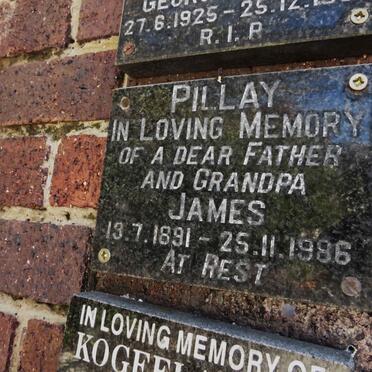 GEORGE
27.6.1925 - 25.12.
R.I.P
PILLAY
IN LOVING MEMORY
OF A DEAR FATHER
AND GRANDPA
JAMES
13.7.1891 - 25.11.1986
AT REST
IN LOVING MEMORY OF